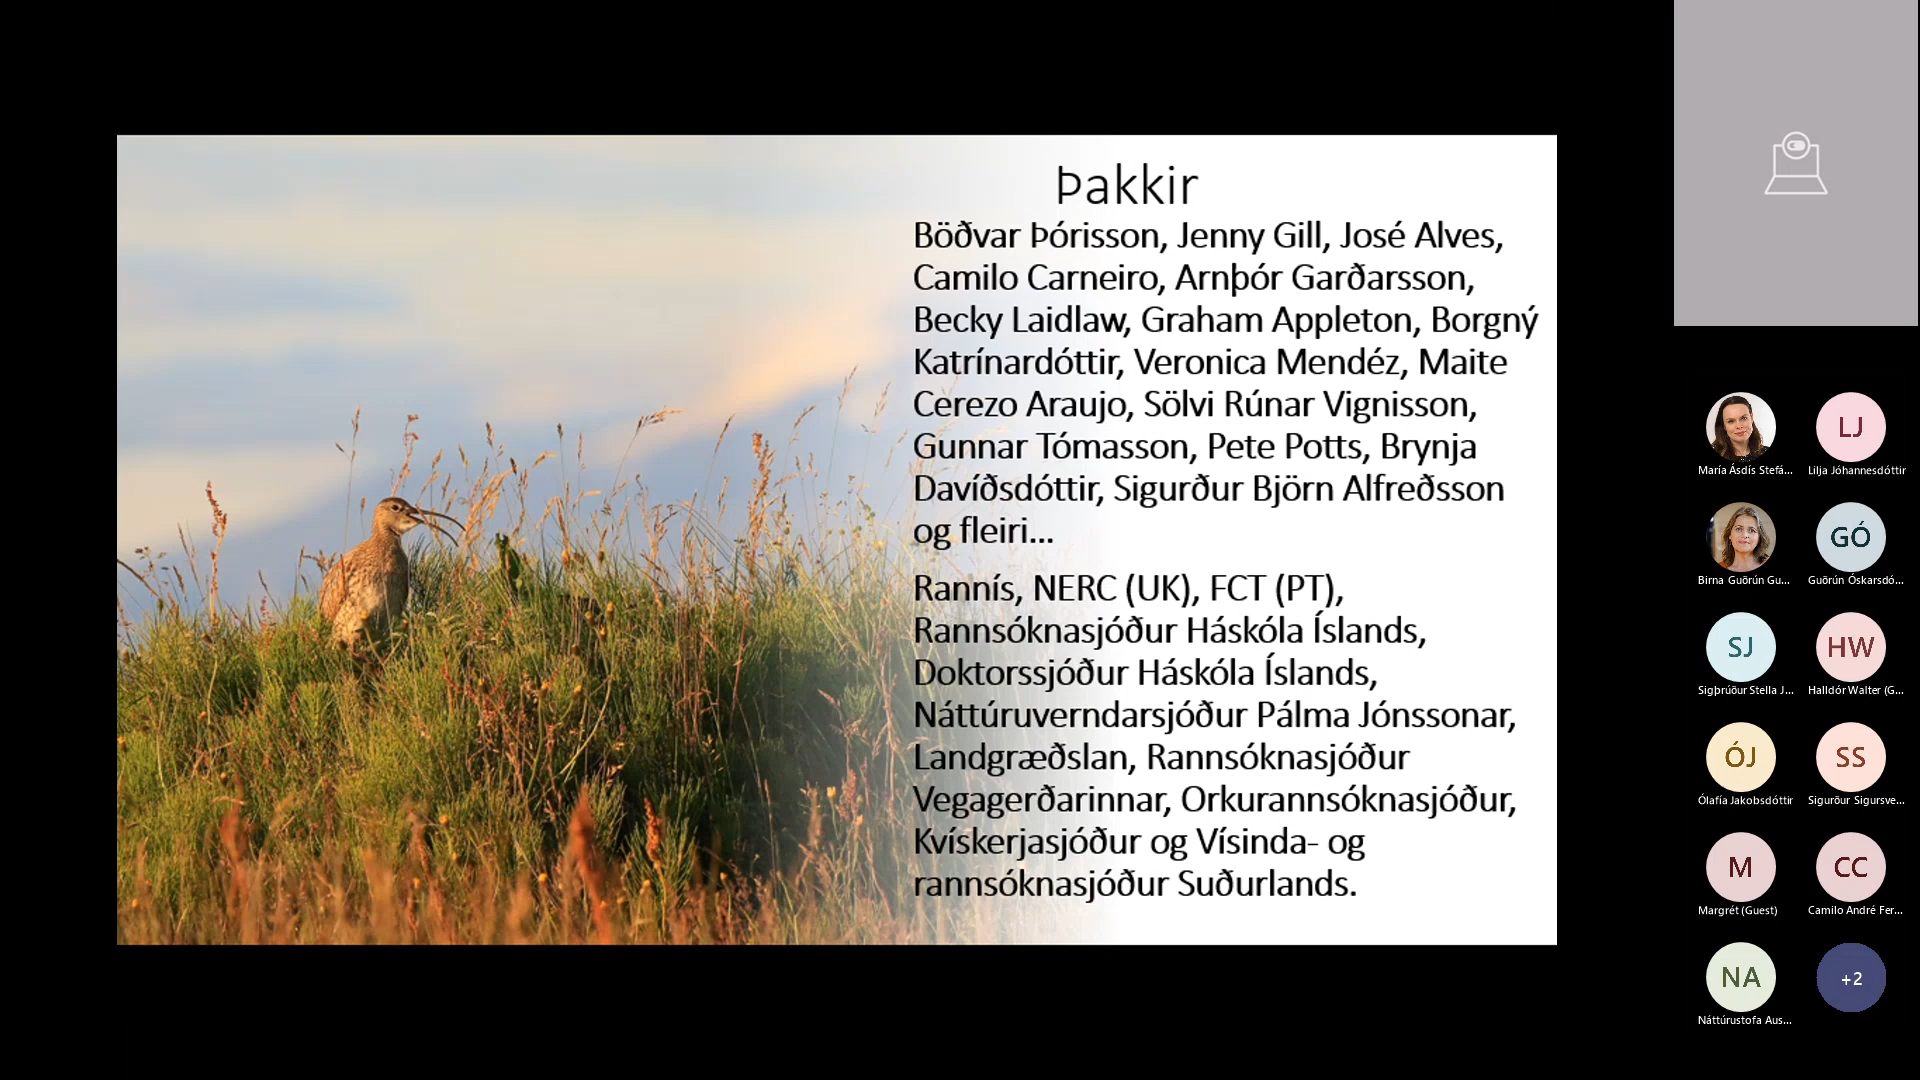 Þakkir
Böðvar Þórisson, Jenny Gill, José Alves,
Camilo Carneiro, Arnþór Garðarsson,
Becky Laidlaw, Graham Appleton, Borgný
Katrínardóttir, Veronica Mendéz, Maite
Cerezo Araujo, Sölvi Rúnar Vignisson,
Gunnar Tómasson, Pete Potts, Brynja
Davíðsdóttir, Sigurður Björn Alfreðsson
og fleiri...
Rannís, NERC (UK), FCT (PT),
Rannsóknasjóður Háskóla Íslands,
Doktorssjóður Háskóla Íslands,
Náttúruverndarsjóður Pálma Jónssonar,
Landgræðslan, Rannsóknasjóður
Vegagerðarinnar, Orkurannsóknasjóður,
Kvískerjasjóður og Vísinda- og
rannsóknasjóður Suðurlands.
María Ásdís Stefá...
LJ
Lilja Jóhannesdóttir
Birna Guðrún Gu...
GÓ
Guðrún Óskarsdó...
SJ
Sigþrúður Stella J...
HW
Halldór Walter (G...
ÓJ
Ólafía Jakobsdóttir
SS
Sigurður Sigursve...
M
Margrét (Guest)
CC
Camilo André Fer...
NA
Náttúrustofa Aus...
+2